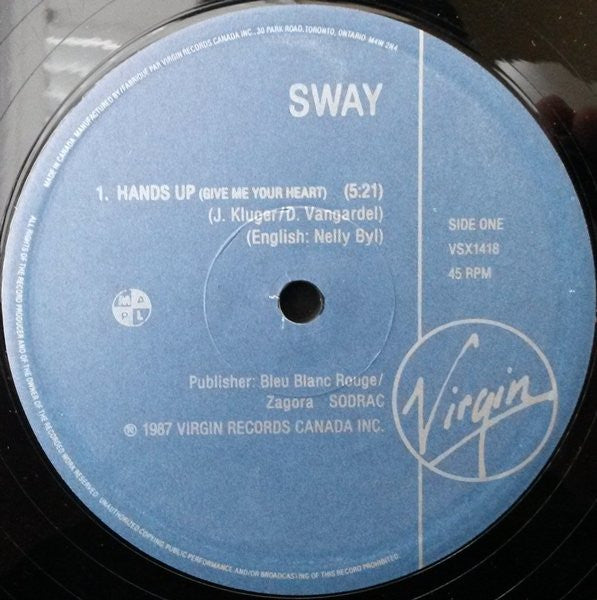 MADE IN CANADA. MANUFACTURED BY/FABRIQUÉ PAR VIRGIN RECORDS CANADA INC., 30 PARK ROAD, TORONTO, ONTARIO M4W 2N4
SWAY
1. HANDS UP (GIVE ME YOUR HEART) (5:21)
(J. Kluger/D. Vangardel)
(English: Nelly Byl)
SIDE ONE
VSX1418
45 RPM
M A
P L
Virgin
Publisher: Bleu Blanc Rouge/
Zagora SODRAC
℗ 1987 VIRGIN RECORDS CANADA INC.
ALL RIGHTS OF THE RECORD PRODUCER AND OF THE OWNER OF THE RECORDED WORK RESERVED. UNAUTHORIZED COPYING, PUBLIC PERFORMANCE, AND/OR BROADCASTING OF THIS RECORD PROHIBITED.